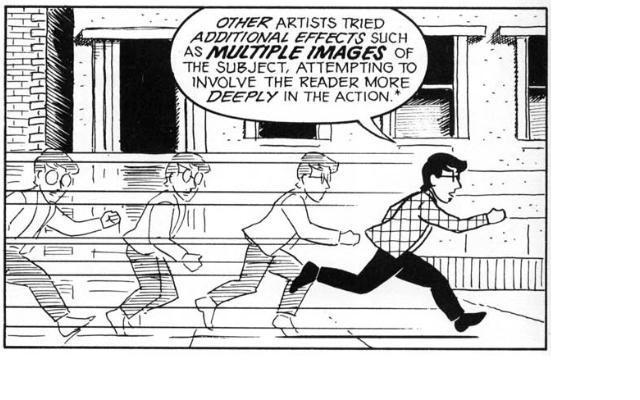 OTHER ARTISTS TRIED
ADDITIONAL EFFECTS SUCH
AS MULTIPLE IMAGES OF
THE SUBJECT, ATTEMPTING TO
INVOLVE THE READER MORE
DEEPLY IN THE ACTION.*